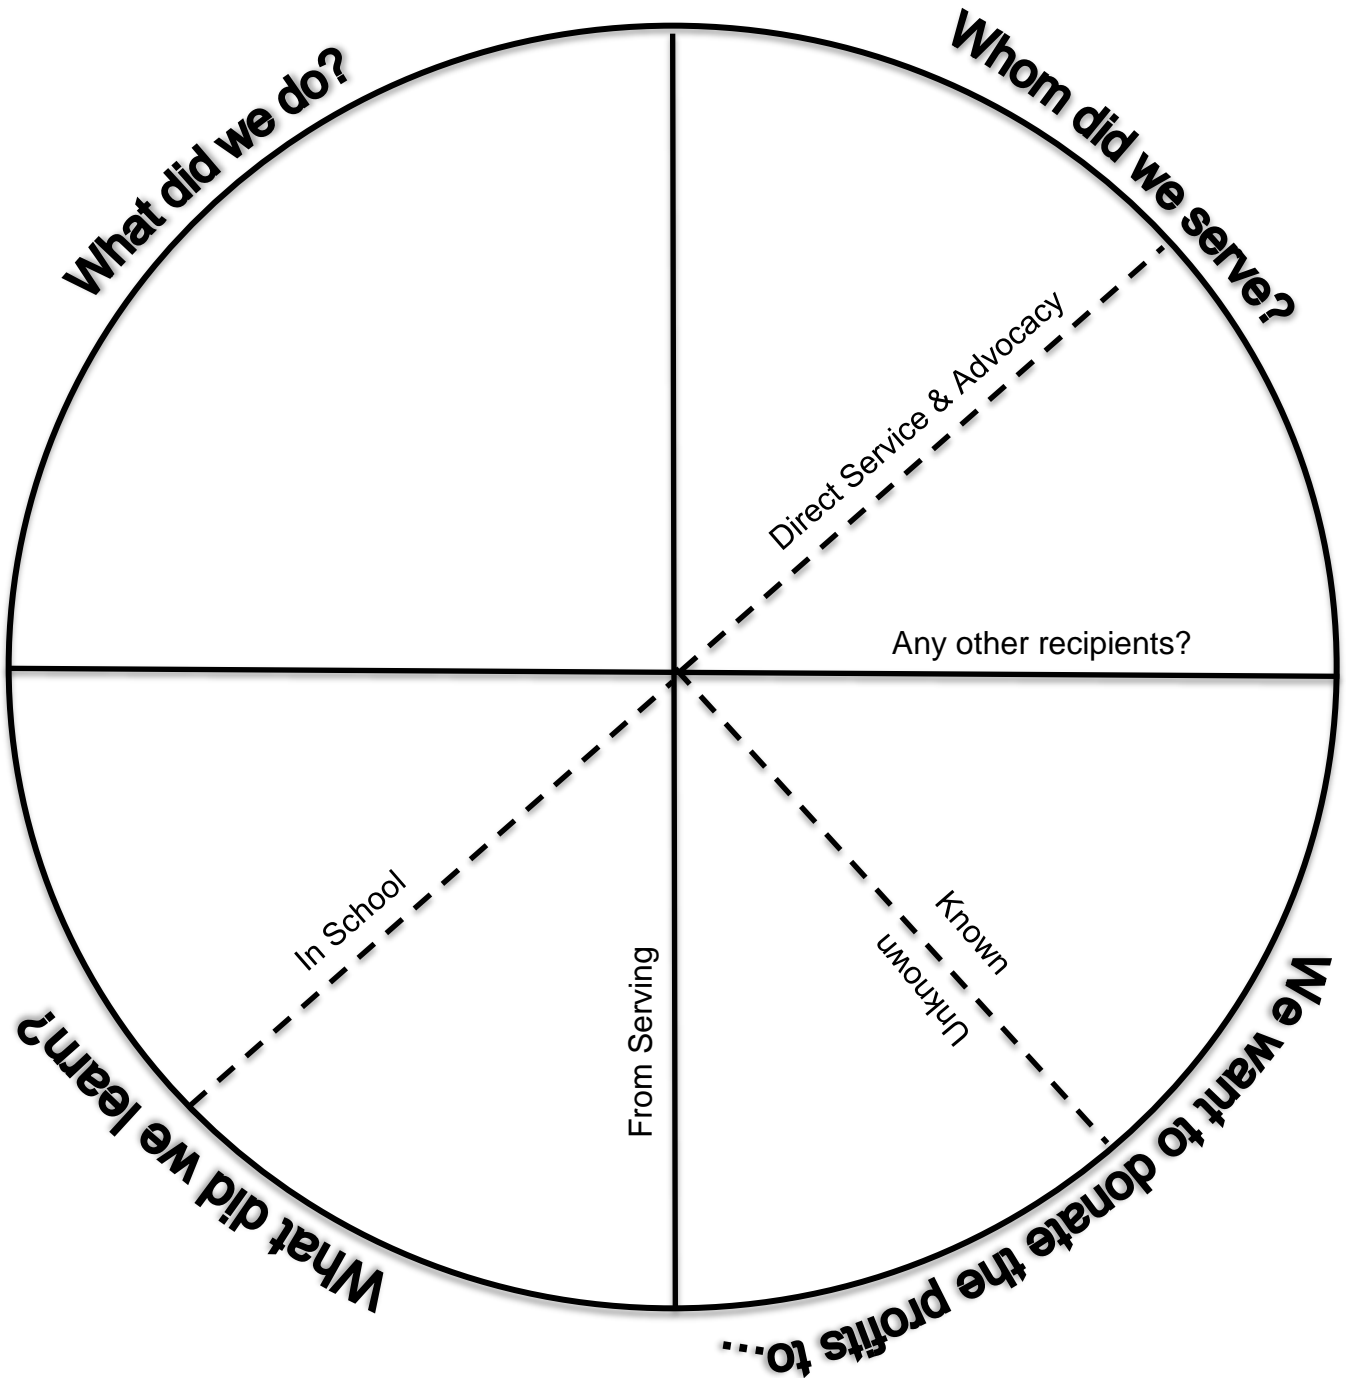 What did we do?
Whom did we serve?
Direct Service & Advocacy
Any other recipients?
In School
From Serving
Known
Unknown
What did we learn?
We want to donate the profits to...